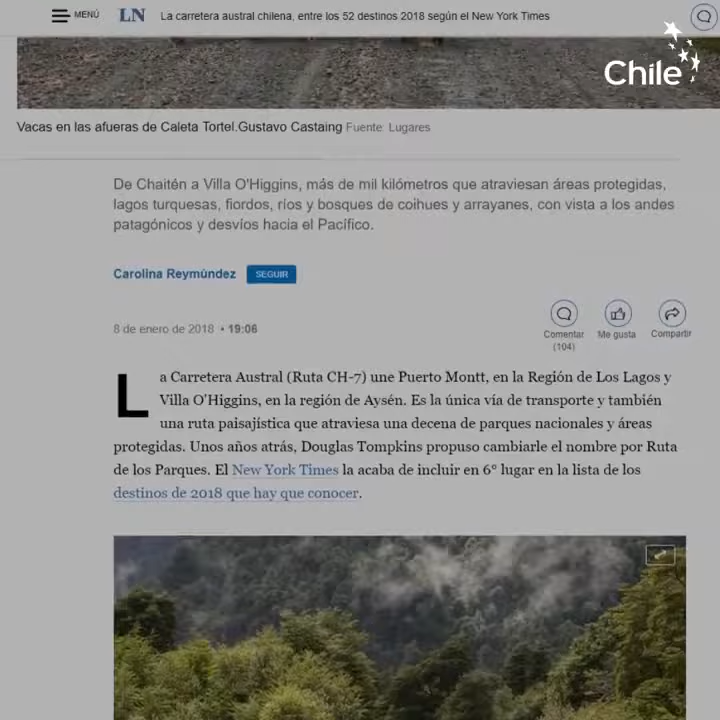 MENÚ LN La carretera austral chilena, entre los 52 destinos 2018 según el New York Times
Chile
Vacas en las afueras de Caleta Tortel.Gustavo Castaing Fuente: Lugares
De Chaitén a Villa O'Higgins, más de mil kilómetros que atraviesan áreas protegidas,
lagos turquesas, fiordos, ríos y bosques de coihues y arrayanes, con vista a los andes
patagónicos y desvíos hacia el Pacífico.
Carolina Reymúndez SEGUIR
8 de enero de 2018 • 19:06
Comentar Me gusta Compartir
(104)
La Carretera Austral (Ruta CH-7) une Puerto Montt, en la Región de Los Lagos y
Villa O'Higgins, en la región de Aysén. Es la única vía de transporte y también
una ruta paisajística que atraviesa una decena de parques nacionales y áreas
protegidas. Unos años atrás, Douglas Tompkins propuso cambiarle el nombre por Ruta
de los Parques. El New York Times la acaba de incluir en 6° lugar en la lista de los
destinos de 2018 que hay que conocer.